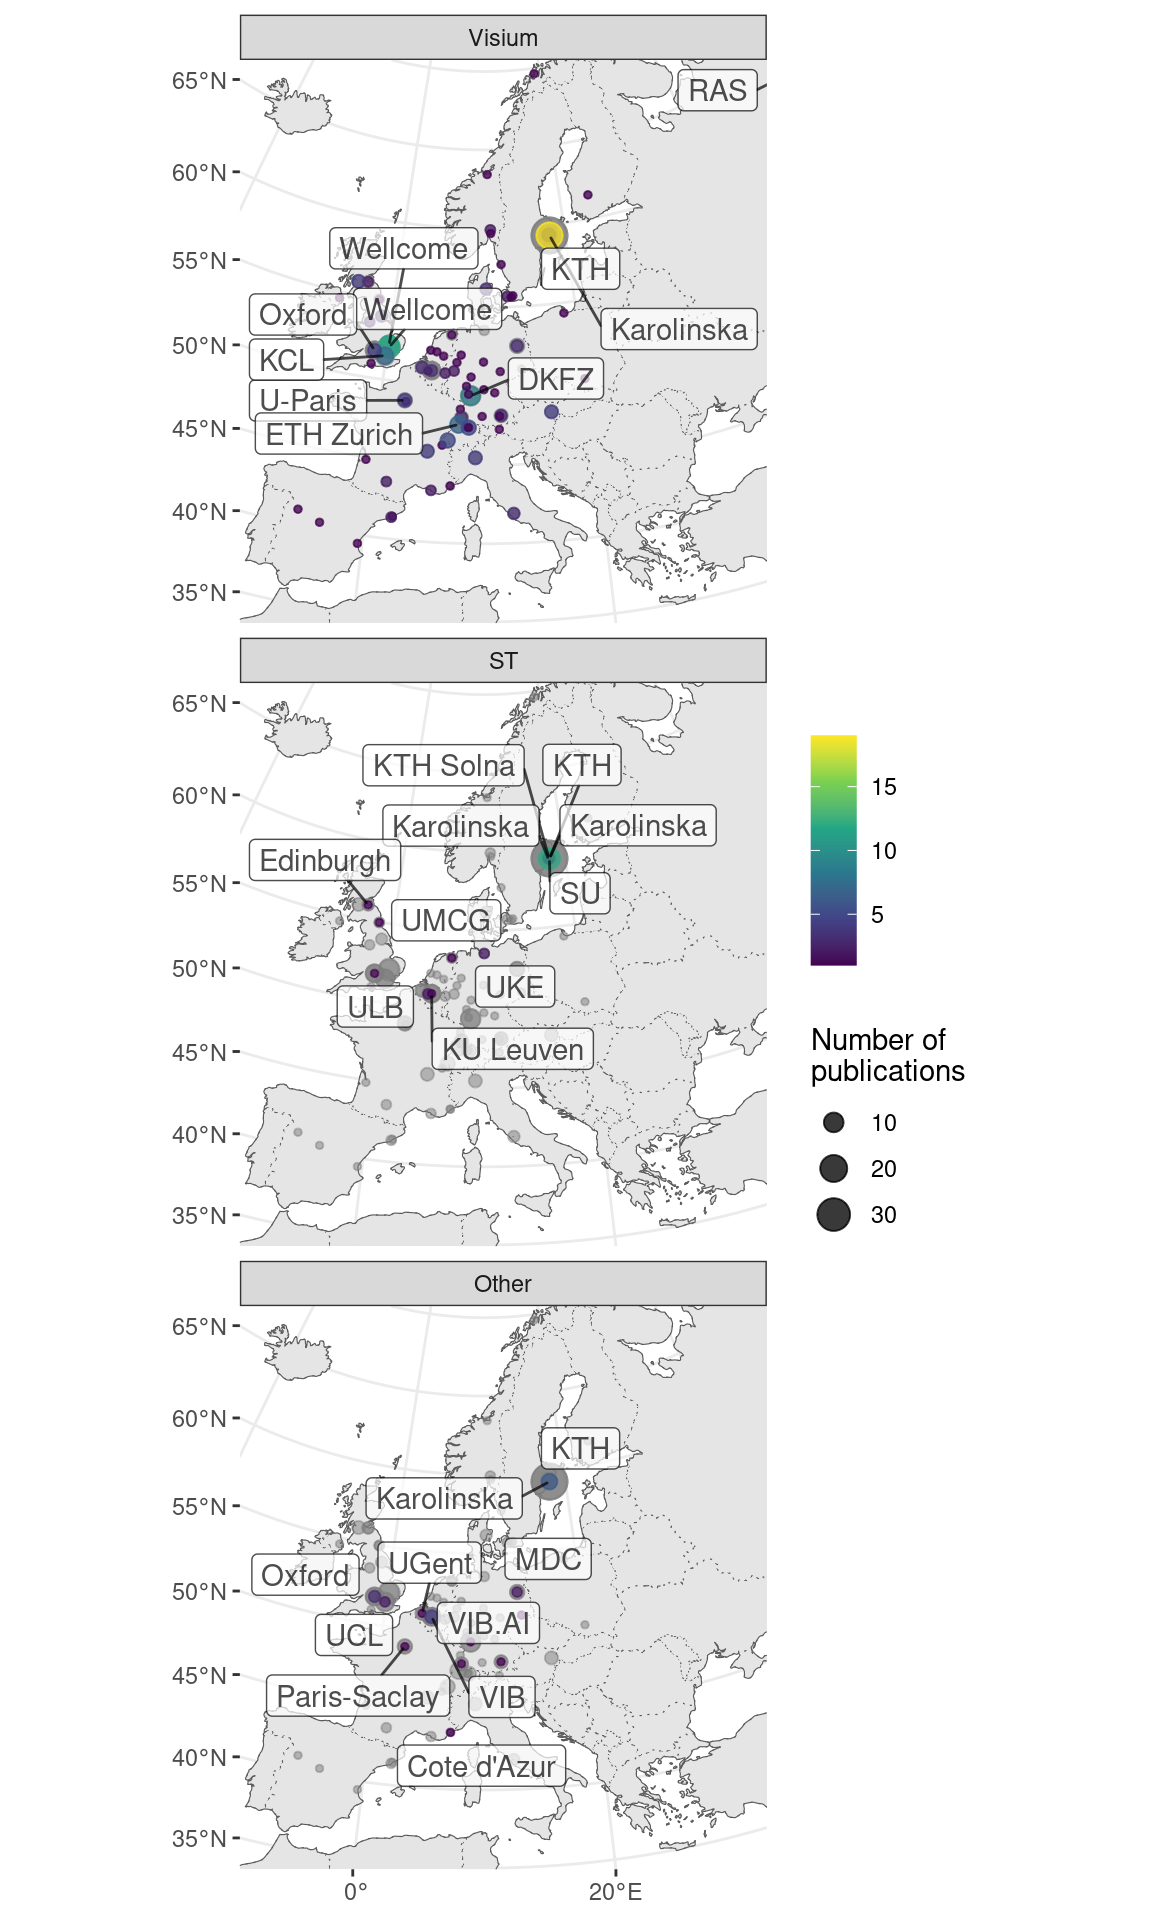 Visium
65°N
60°N
55°N
50°N
45°N
40°N
35°N
RAS
Wellcome
KTH
Oxford
Wellcome
Karolinska
KCL
DKFZ
U-Paris
ETH Zurich
ST
65°N
60°N
55°N
50°N
45°N
40°N
35°N
KTH Solna
KTH
Karolinska
Karolinska
Edinburgh
SU
UMCG
UKE
ULB
KU Leuven
15
10
5
Number of
publications
10
20
30
Other
65°N
60°N
55°N
50°N
45°N
40°N
35°N
KTH
Karolinska
MDC
UGent
Oxford
VIB.AI
UCL
Paris-Saclay
VIB
Cote d'Azur
0°
20°E